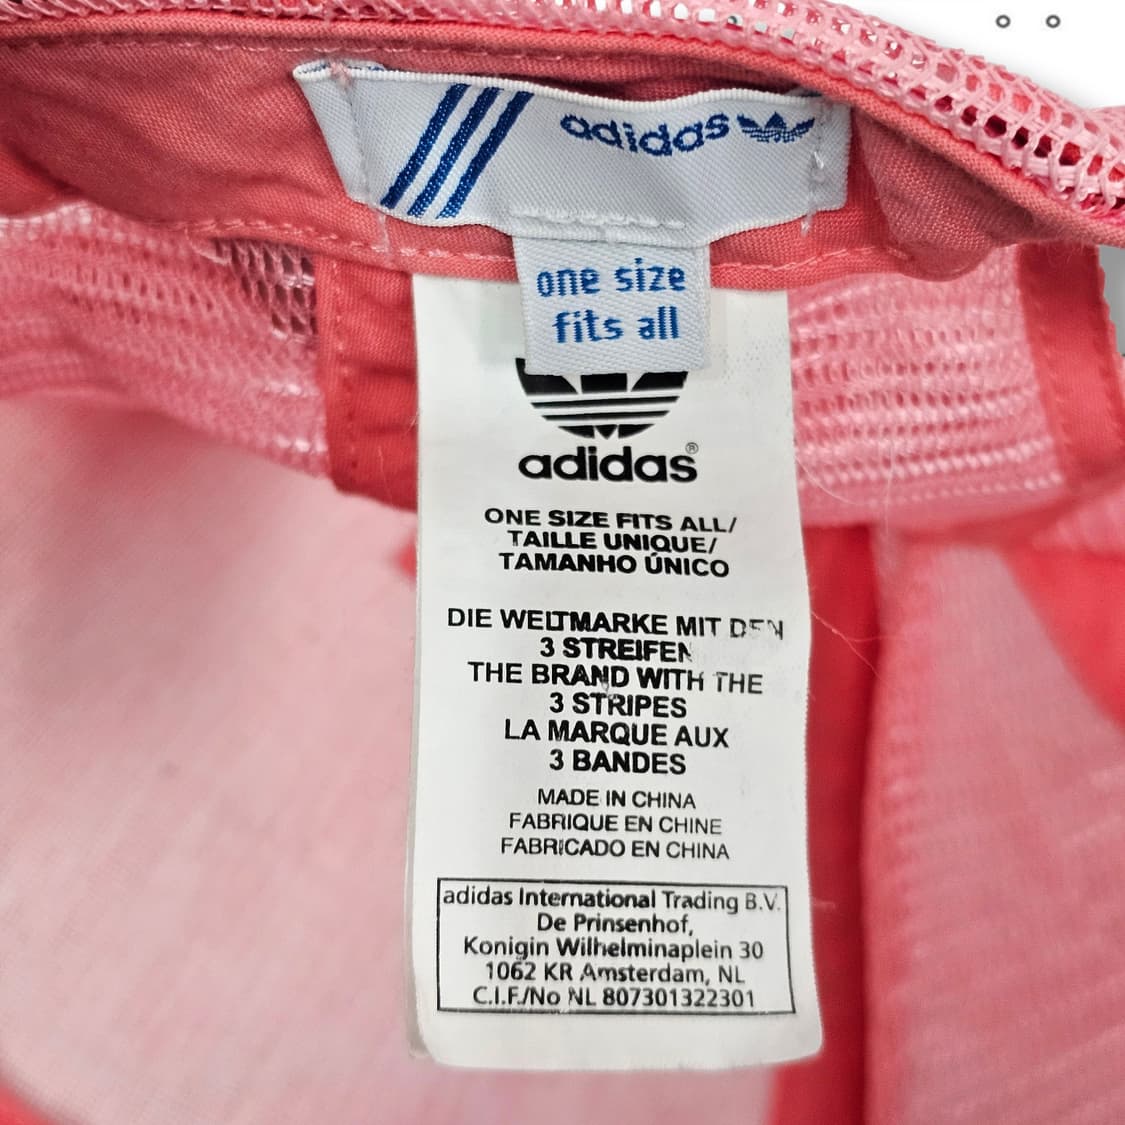 adidas
one size
fits all
adidas®
ONE SIZE FITS ALL/
TAILLE UNIQUE/
TAMANHO ÚNICO
DIE WELTMARKE MIT DEN
3 STREIFEN
THE BRAND WITH THE
3 STRIPES
LA MARQUE AUX
3 BANDES
MADE IN CHINA
FABRIQUE EN CHINE
FABRICADO EN CHINA
adidas International Trading B.V.
De Prinsenhof,
Konigin Wilhelminaplein 30
1062 KR Amsterdam, NL
C.I.F./No NL 807301322301